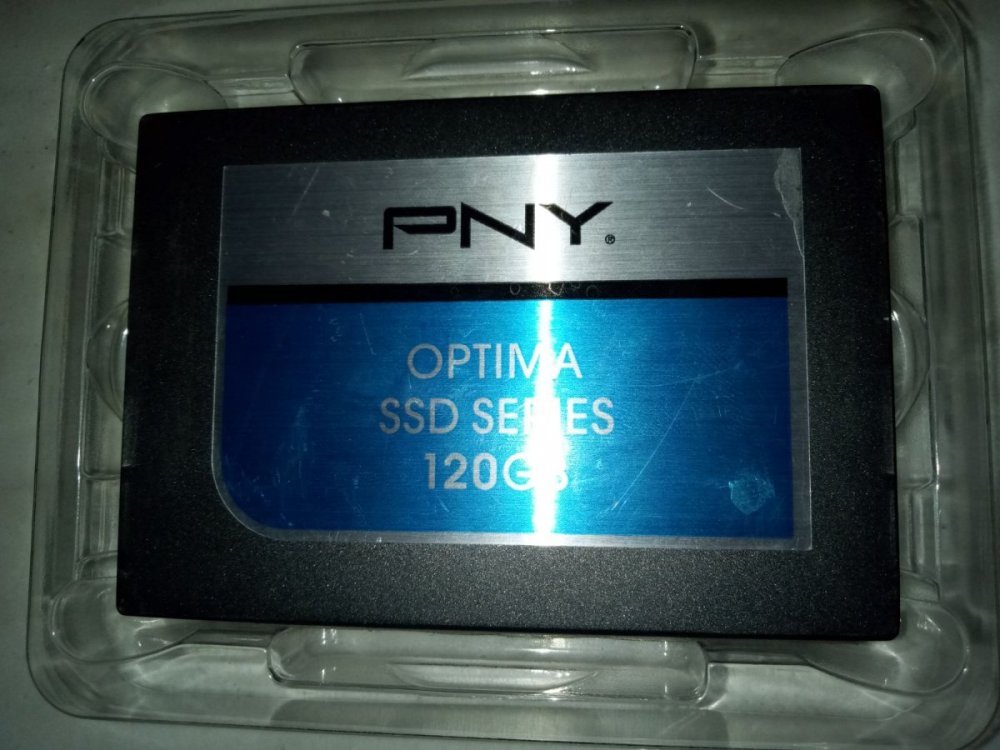 PNY®
OPTIMA
SSD SERIES
120GB